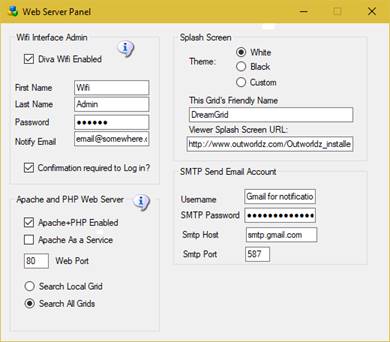 Web Server Panel
Wifi Interface Admin
Diva Wifi Enabled
First Name Wifi
Last Name Admin
Password ●●●●●●
Notify Email email@somewhere.c
Confirmation required to Log in?
Apache and PHP Web Server
Apache+PHP Enabled
Apache As a Service
80 Web Port
Search Local Grid
Search All Grids
Splash Screen
Theme: White
Black
Custom
This Grid's Friendly Name
DreamGrid
Viewer Splash Screen URL:
http://www.outworldz.com/Outworldz_installe
SMTP Send Email Account
Username Gmail for notificatio
SMTP Password ●●●●●●●●●●●●●
Smtp Host smtp.gmail.com
Smtp Port 587